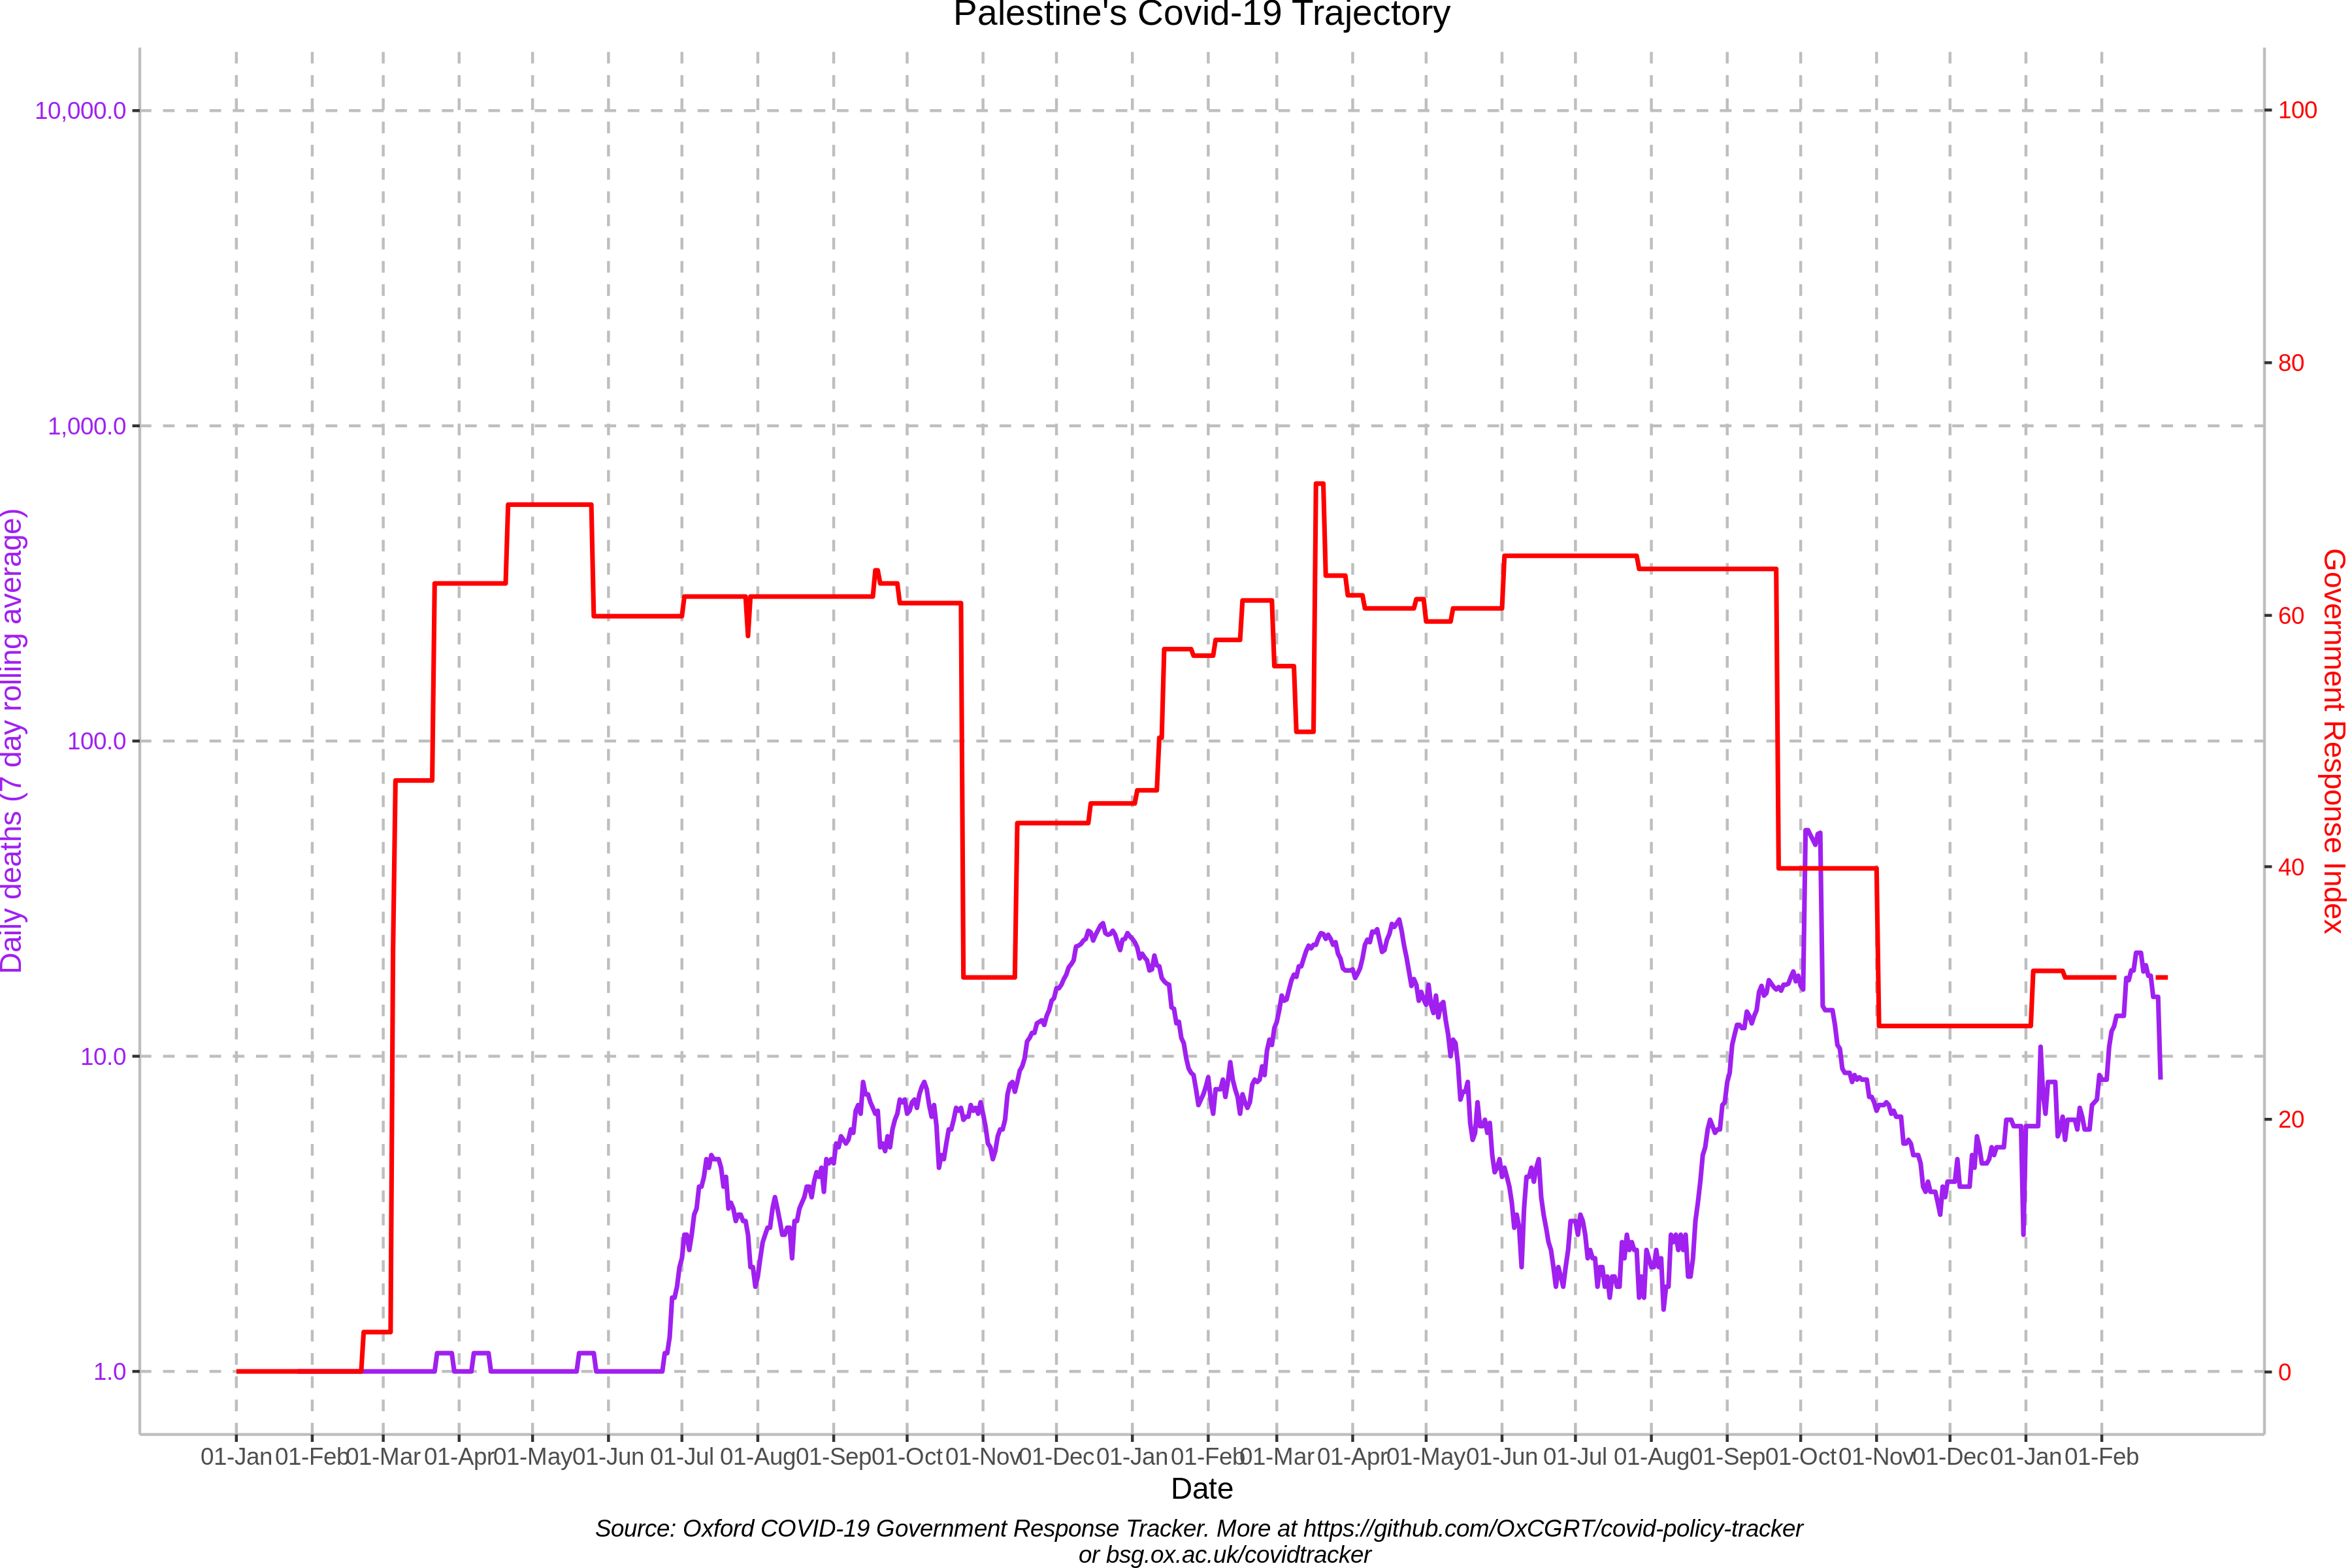 Palestine's Covid-19 Trajectory
Daily deaths (7 day rolling average)
10,000.0
1,000.0
100.0
10.0
1.0
100
80
60
40
20
0
Government Response Index
01-Jan 01-Feb 01-Mar 01-Apr 01-May 01-Jun 01-Jul 01-Aug 01-Sep 01-Oct 01-Nov 01-Dec 01-Jan 01-Feb 01-Mar 01-Apr 01-May 01-Jun 01-Jul 01-Aug 01-Sep 01-Oct 01-Nov 01-Dec 01-Jan 01-Feb
Date
Source: Oxford COVID-19 Government Response Tracker. More at https://github.com/OxCGRT/covid-policy-tracker
or bsg.ox.ac.uk/covidtracker